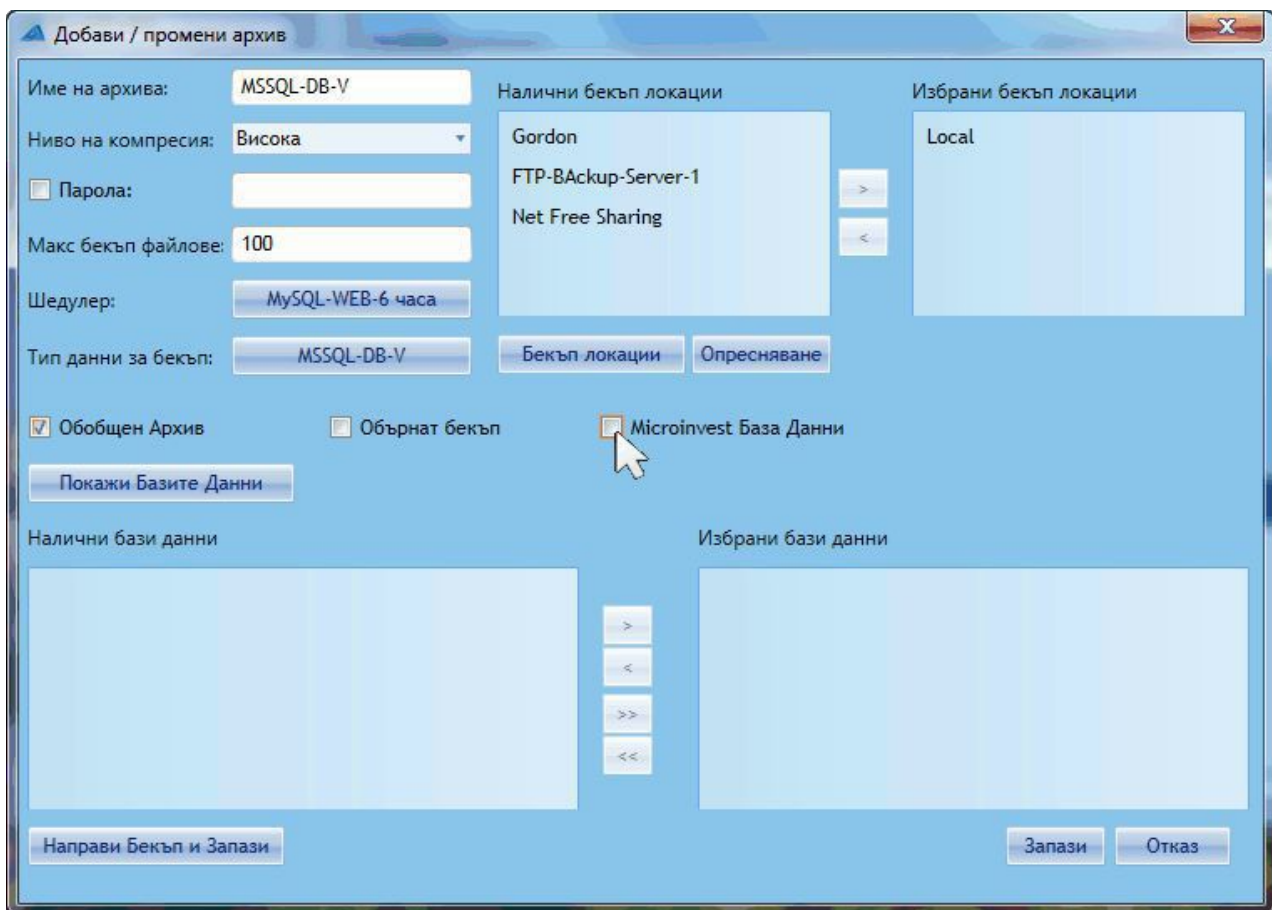 Добави / промени архив
Име на архива: MSSQL-DB-V
Ниво на компресия: Висока
Парола:
Макс бекъп файлове: 100
Шедулер: MySQL-WEB-6 часа
Тип данни за бекъп: MSSQL-DB-V
Налични бекъп локации
Gordon
FTP-BAckup-Server-1
Net Free Sharing
>
<
Избрани бекъп локации
Local
Бекъп локации Опресняване
Обобщен Архив Обърнат бекъп Microinvest База Данни
Покажи Базите Данни
Налични бази данни Избрани бази данни
>
<
>>
<<
Направи Бекъп и Запази Запази Отказ